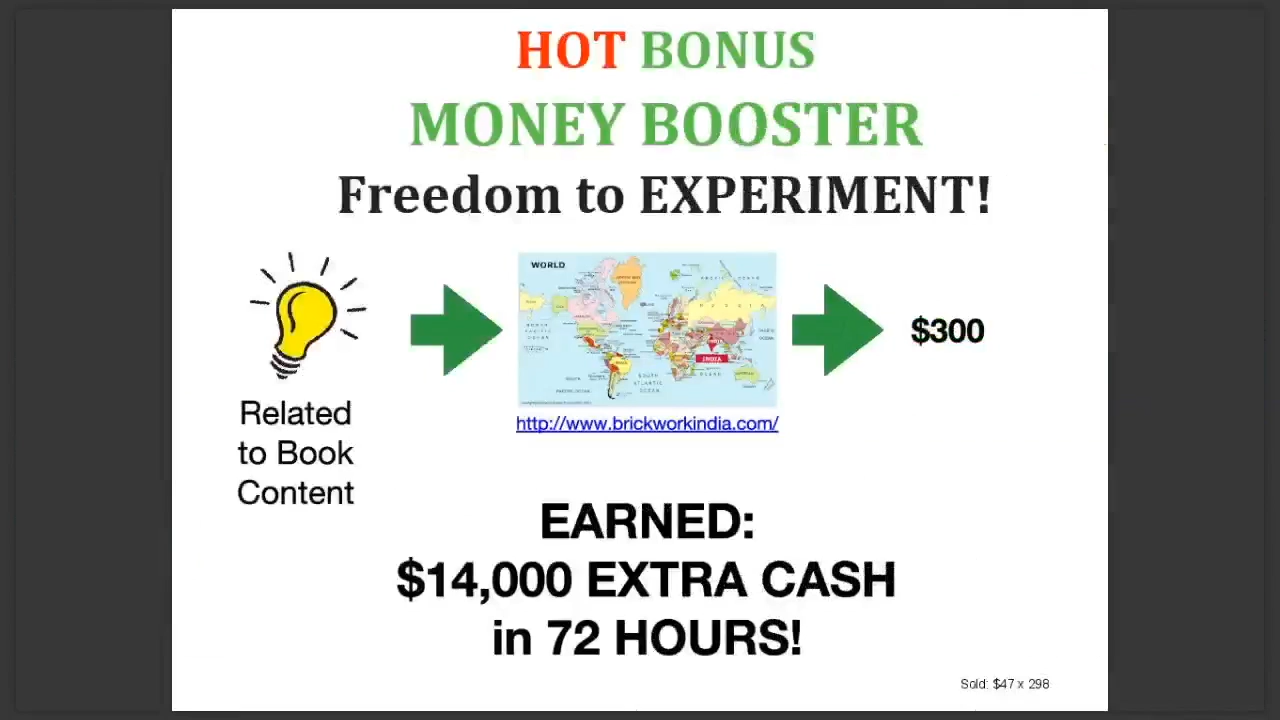 HOT BONUS
MONEY BOOSTER
Freedom to EXPERIMENT!
WORLD
INDIA
$300
http://www.brickworkindia.com/
Related
to Book
Content
EARNED:
$14,000 EXTRA CASH
in 72 HOURS!
Sold: $47 x 298